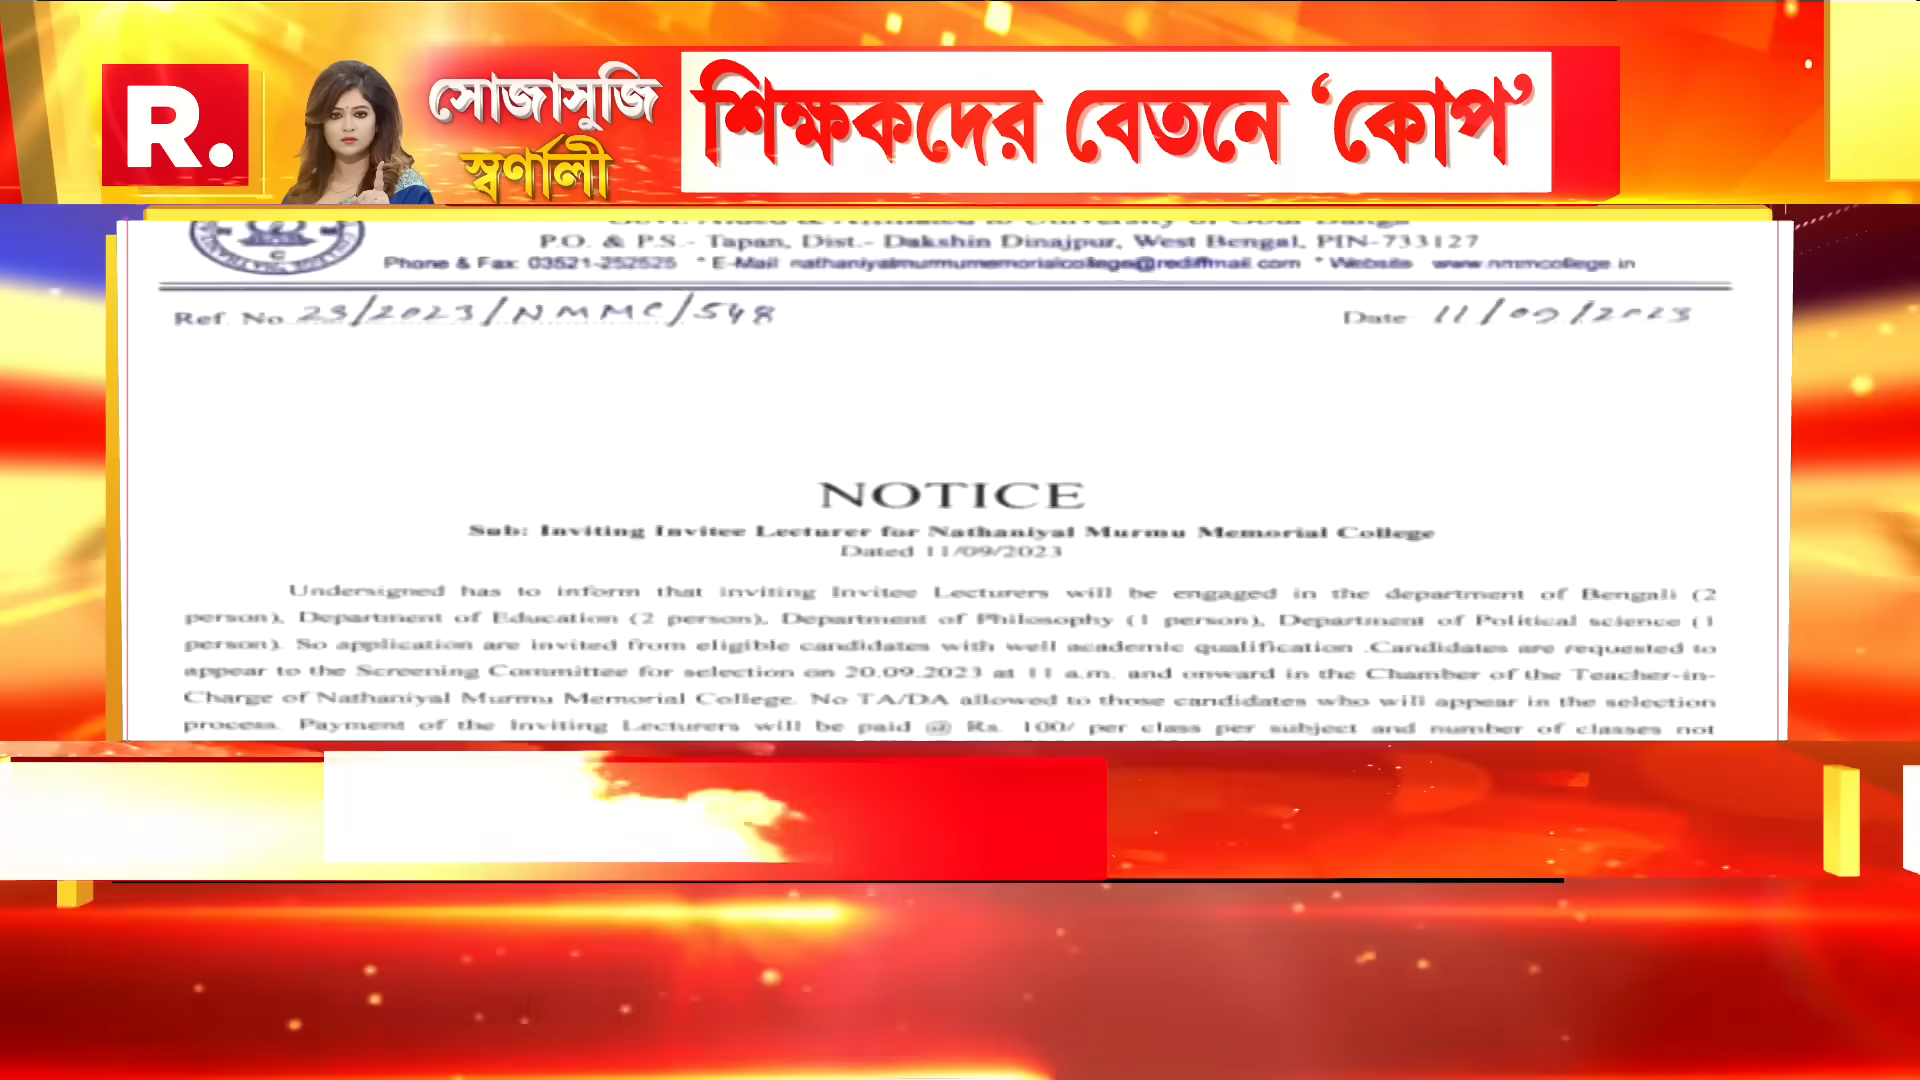 R.
সোজাসুজি
স্বর্ণালী
শিক্ষকদের বেতনে ‘কোপ’
Govt. Aided & Affiliated to University of Gour Banga
P.O. & P.S.- Tapan, Dist.- Dakshin Dinajpur, West Bengal, PIN-733127
Phone & Fax: 03521-252525 * E-Mail: nathaniyalmurmumemorialcollege@rediffmail.com * Website: www.nmmcollege.in
Ref. No 23/2023/NMMC/548
Date 11/09/2023
NOTICE
Sub: Inviting Invitee Lecturer for Nathaniyal Murmu Memorial College
Dated 11/09/2023
Undersigned has to inform that inviting Invitee Lecturers will be engaged in the department of Bengali (2
person), Department of Education (2 person), Department of Philosophy (1 person), Department of Political science (1
person). So application are invited from eligible candidates with well academic qualification .Candidates are requested to
appear to the Screening Committee for selection on 20.09.2023 at 11 a.m. and onward in the Chamber of the Teacher-in-
Charge of Nathaniyal Murmu Memorial College. No TA/DA allowed to those candidates who will appear in the selection
process. Payment of the Inviting Lecturers will be paid @ Rs. 100/ per class per subject and number of classes not